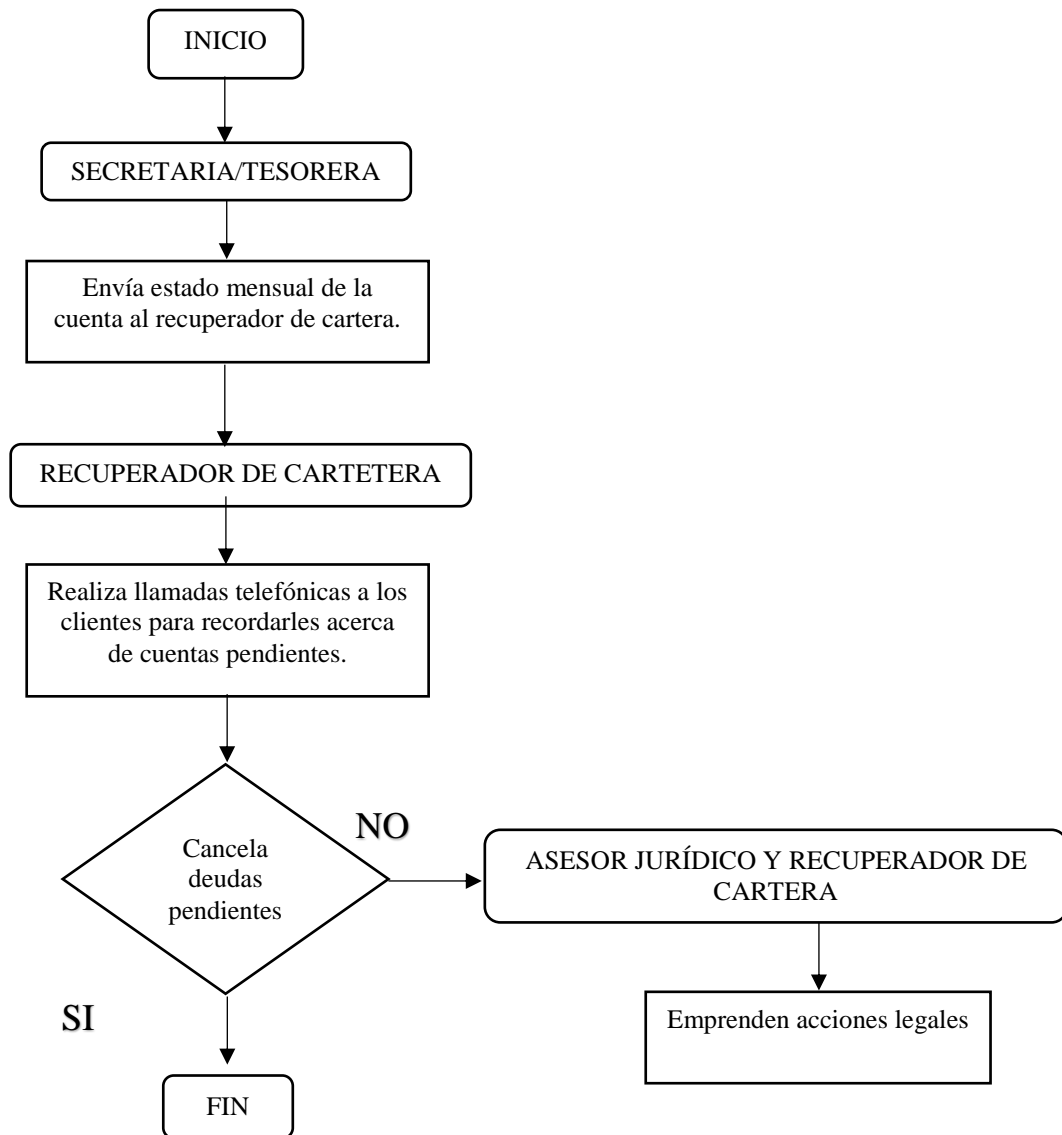 INICIO
SECRETARIA/TESORERA
Envía estado mensual de la
cuenta al recuperador de cartera.
RECUPERADOR DE CARTETERA
Realiza llamadas telefónicas a los
clientes para recordarles acerca
de cuentas pendientes.
NO
Cancela
deudas
pendientes
ASESOR JURÍDICO Y RECUPERADOR DE
CARTERA
Emprenden acciones legales
SI
FIN